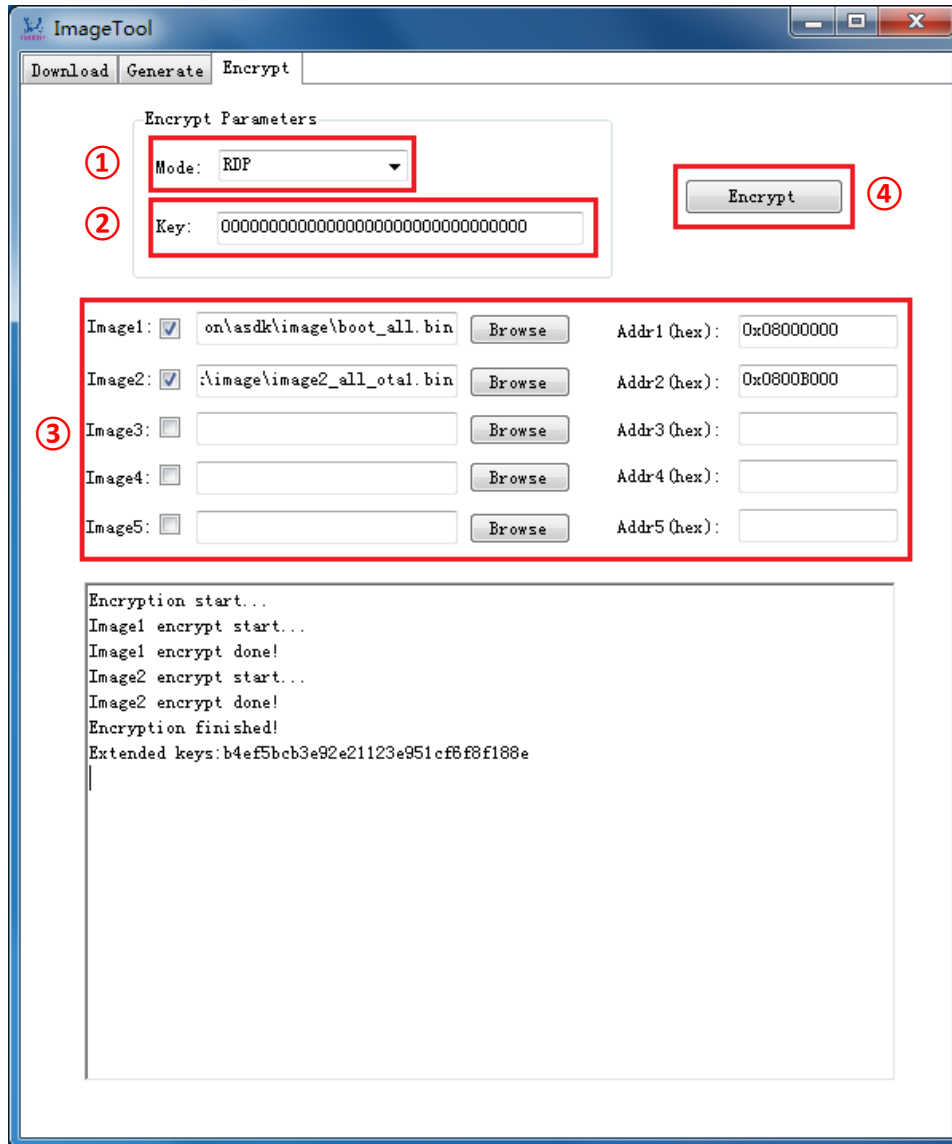 ImageTool
Download Generate Encrypt
Encrypt Parameters
① Mode: RDP
② Key: 00000000000000000000000000000000
Encrypt ④
Image1: on\asdk\image\boot_all.bin Browse Addr1(hex): 0x08000000
Image2: :\image\image2_all_ota1.bin Browse Addr2(hex): 0x0800B000
③ Image3: Browse Addr3(hex):
Image4: Browse Addr4(hex):
Image5: Browse Addr5(hex):
Encryption start...
Image1 encrypt start...
Image1 encrypt done!
Image2 encrypt start...
Image2 encrypt done!
Encryption finished!
Extended keys:b4ef5bcb3e92e21123e951cf6f8f188e